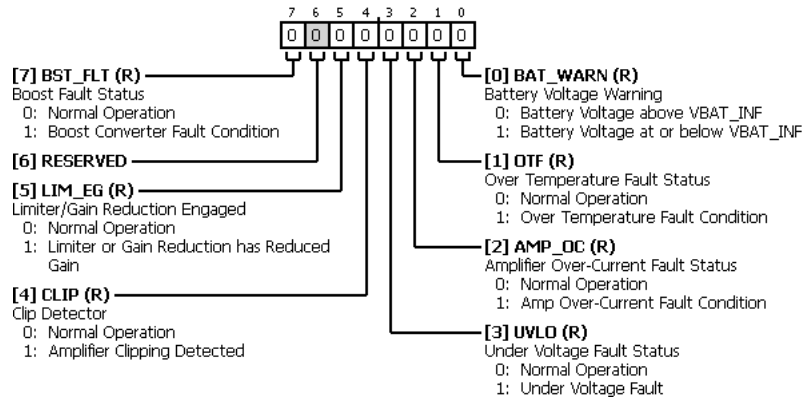 7 6 5 4 3 2 1 0
0 0 0 0 0 0 0 0
[7] BST_FLT (R)
Boost Fault Status
0: Normal Operation
1: Boost Converter Fault Condition
[6] RESERVED
[5] LIM_EG (R)
Limiter/Gain Reduction Engaged
0: Normal Operation
1: Limiter or Gain Reduction has Reduced
Gain
[4] CLIP (R)
Clip Detector
0: Normal Operation
1: Amplifier Clipping Detected
[0] BAT_WARN (R)
Battery Voltage Warning
0: Battery Voltage above VBAT_INF
1: Battery Voltage at or below VBAT_INF
[1] OTF (R)
Over Temperature Fault Status
0: Normal Operation
1: Over Temperature Fault Condition
[2] AMP_OC (R)
Amplifier Over-Current Fault Status
0: Normal Operation
1: Amp Over-Current Fault Condition
[3] UVLO (R)
Under Voltage Fault Status
0: Normal Operation
1: Under Voltage Fault